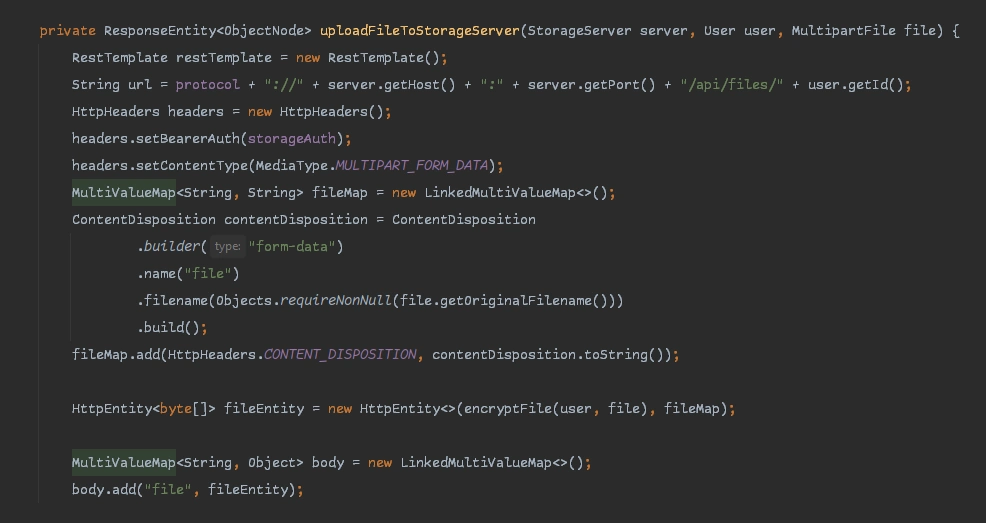 private ResponseEntity<ObjectNode> uploadFileToStorageServer(StorageServer server, User user, MultipartFile file) {
RestTemplate restTemplate = new RestTemplate();
String url = protocol + "://" + server.getHost() + ":" + server.getPort() + "/api/files/" + user.getId();
HttpHeaders headers = new HttpHeaders();
headers.setBearerAuth(storageAuth);
headers.setContentType(MediaType.MULTIPART_FORM_DATA);
MultiValueMap<String, String> fileMap = new LinkedMultiValueMap<>();
ContentDisposition contentDisposition = ContentDisposition
.builder( type: "form-data")
.name("file")
.filename(Objects.requireNonNull(file.getOriginalFilename()))
.build();
fileMap.add(HttpHeaders.CONTENT_DISPOSITION, contentDisposition.toString());
HttpEntity<byte[]> fileEntity = new HttpEntity<>(encryptFile(user, file), fileMap);
MultiValueMap<String, Object> body = new LinkedMultiValueMap<>();
body.add("file", fileEntity);